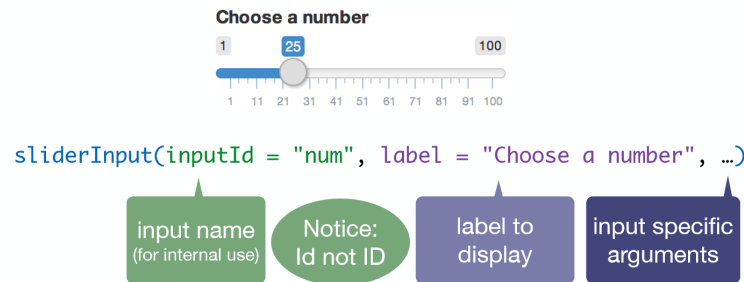 Choose a number
1 25 100
1 11 21 31 41 51 61 71 81 91 100
sliderInput(inputId = "num", label = "Choose a number", …)
input name
(for internal use)
Notice:
Id not ID
label to
display
input specific
arguments